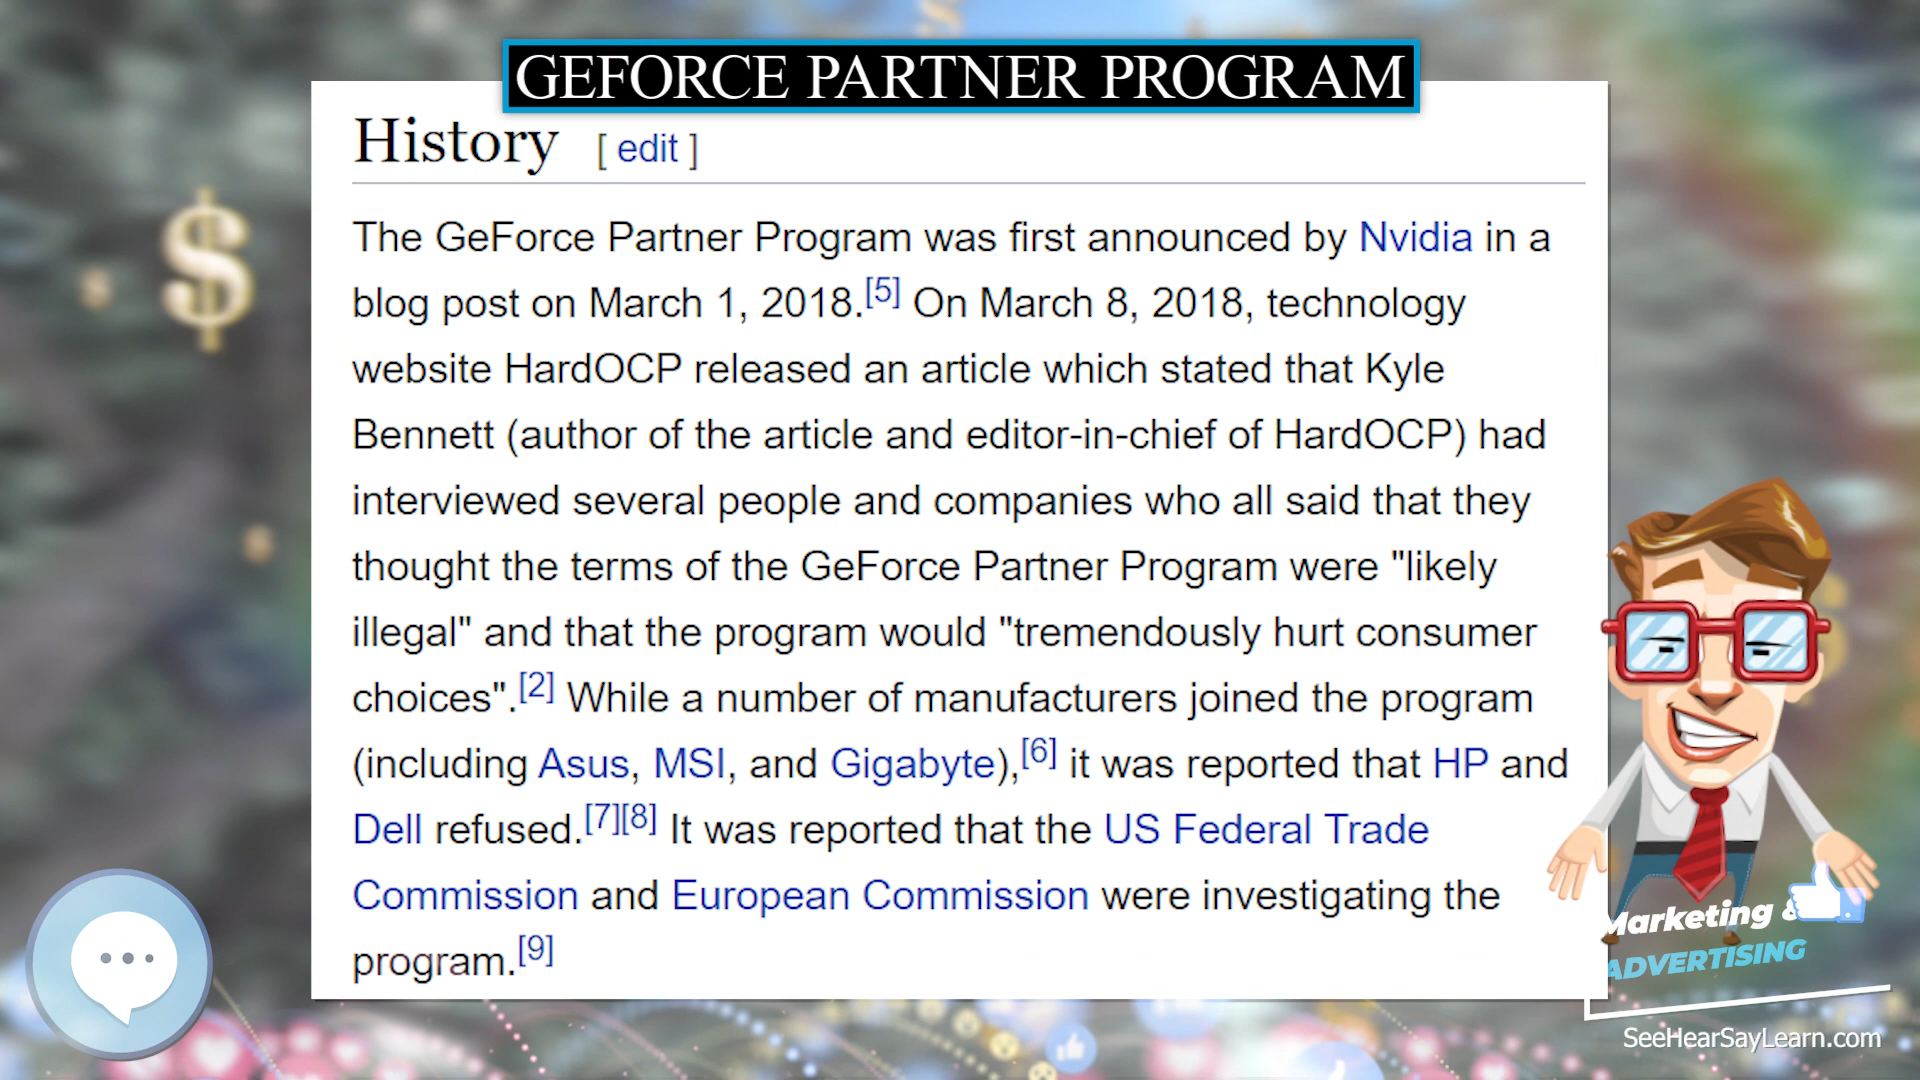 GEFORCE PARTNER PROGRAM
History [ edit ]
The GeForce Partner Program was first announced by Nvidia in a
blog post on March 1, 2018.[5] On March 8, 2018, technology
website HardOCP released an article which stated that Kyle
Bennett (author of the article and editor-in-chief of HardOCP) had
interviewed several people and companies who all said that they
thought the terms of the GeForce Partner Program were "likely
illegal" and that the program would "tremendously hurt consumer
choices".[2] While a number of manufacturers joined the program
(including Asus, MSI, and Gigabyte),[6] it was reported that HP and
Dell refused.[7][8] It was reported that the US Federal Trade
Commission and European Commission were investigating the
program.[9]
Marketing &
ADVERTISING
SeeHearSayLearn.com